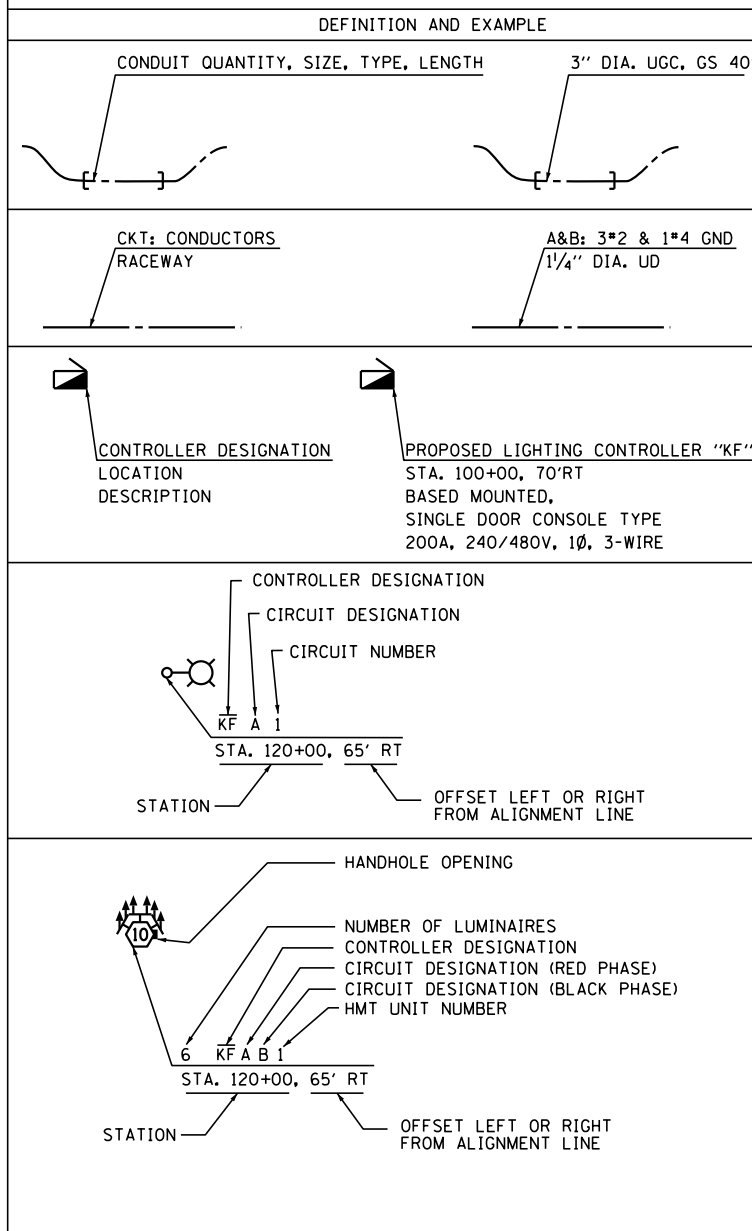 DEFINITION AND EXAMPLE
CONDUIT QUANTITY, SIZE, TYPE, LENGTH
3" DIA. UGC, GS 40
CKT: CONDUCTORS
RACEWAY
A&B: 3#2 & 1#4 GND
1 1/4" DIA. UD
CONTROLLER DESIGNATION
LOCATION
DESCRIPTION
PROPOSED LIGHTING CONTROLLER "KF"
STA. 100+00, 70'RT
BASED MOUNTED,
SINGLE DOOR CONSOLE TYPE
200A, 240/480V, 1Ø, 3-WIRE
CONTROLLER DESIGNATION
CIRCUIT DESIGNATION
CIRCUIT NUMBER
KF A 1
STA. 120+00, 65' RT
STATION
OFFSET LEFT OR RIGHT
FROM ALIGNMENT LINE
HANDHOLE OPENING
10
NUMBER OF LUMINAIRES
CONTROLLER DESIGNATION
CIRCUIT DESIGNATION (RED PHASE)
CIRCUIT DESIGNATION (BLACK PHASE)
HMT UNIT NUMBER
6 KF A B 1
STA. 120+00, 65' RT
STATION
OFFSET LEFT OR RIGHT
FROM ALIGNMENT LINE